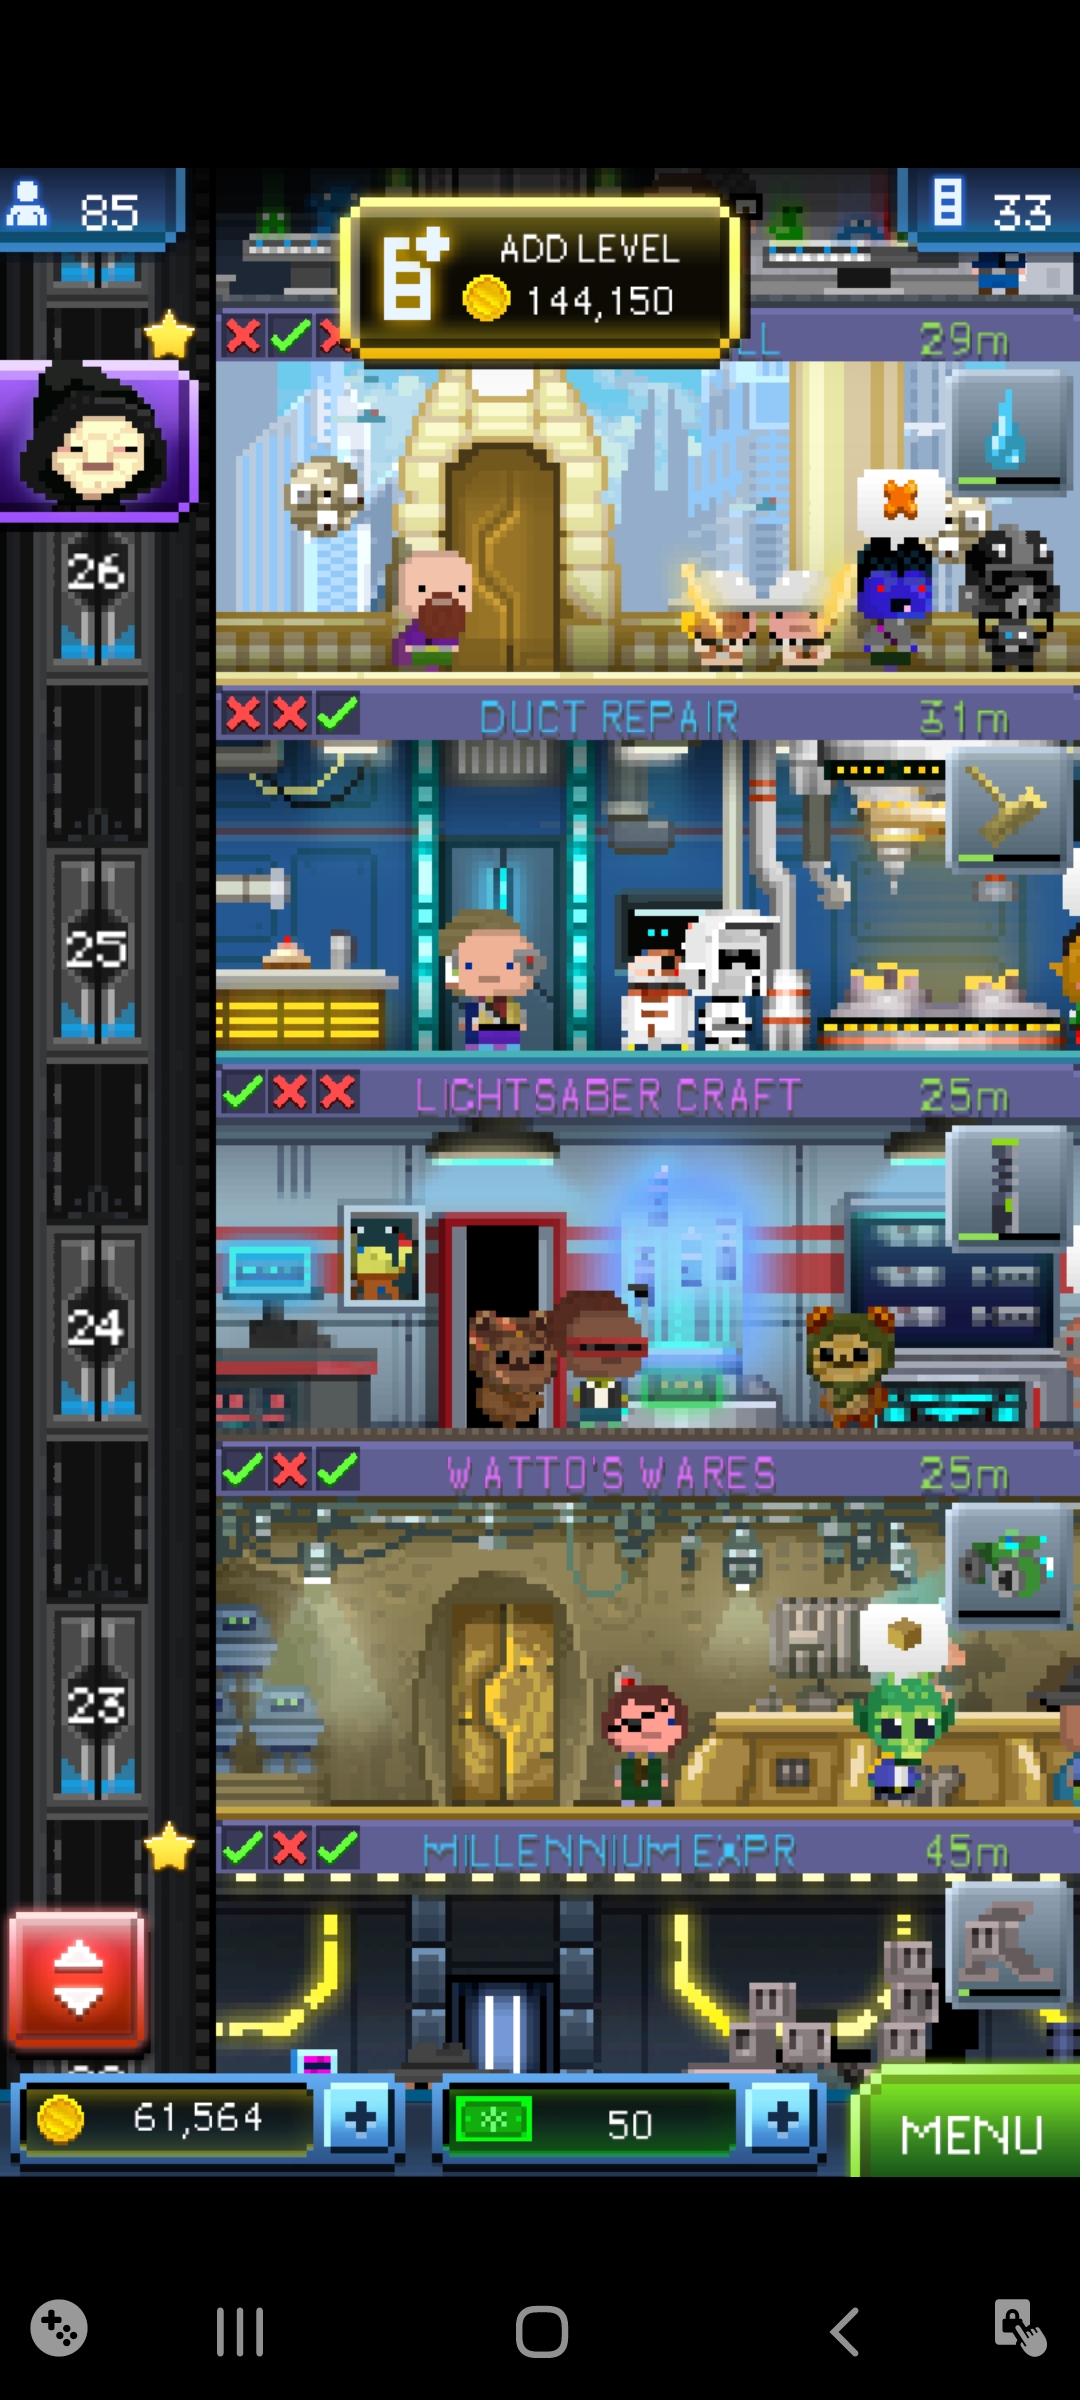 85
33
ADD LEVEL
144,150
LL
29m
26
DUCT REPAIR
31m
25
LIGHTSABER CRAFT
25m
24
WATTO'S WARES
25m
23
MILLENNIUM EXPR
45m
61,564
50
MENU